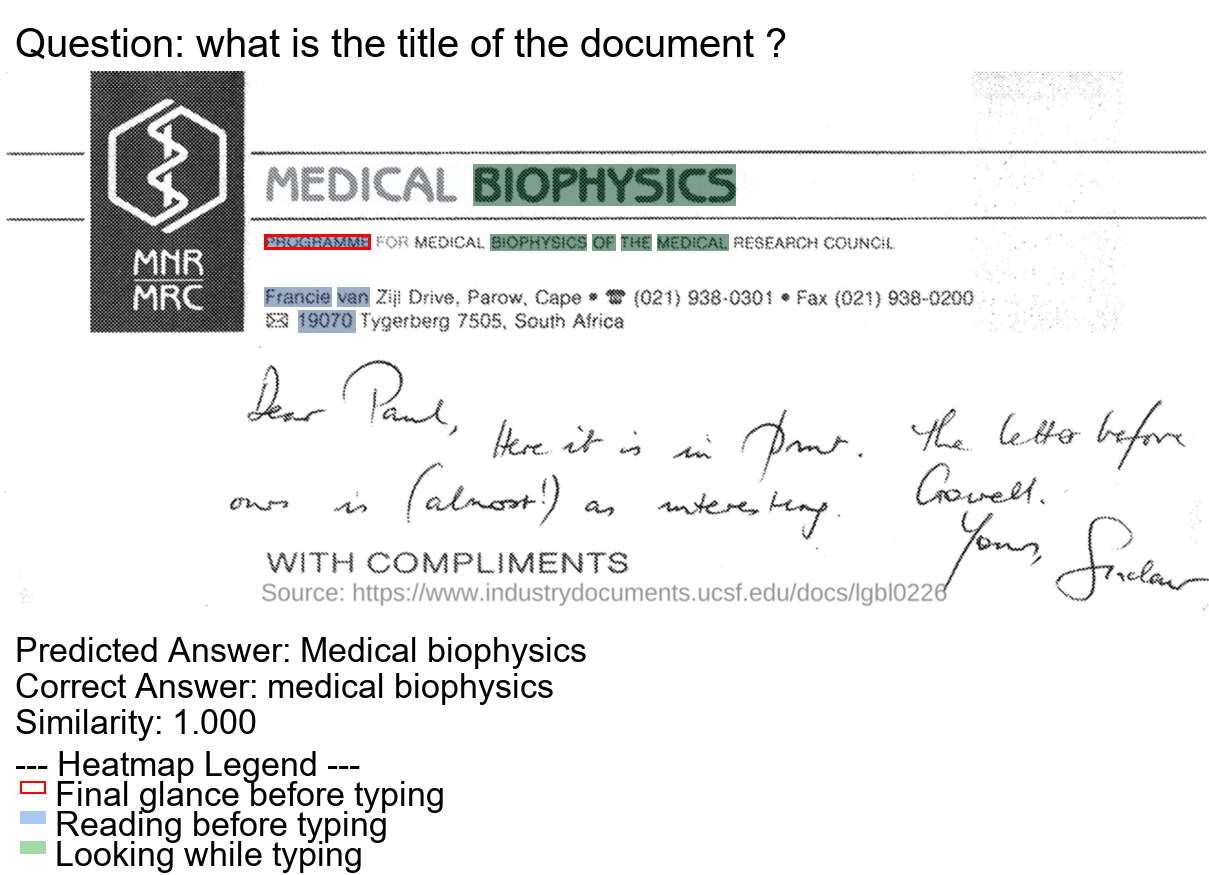 Question: what is the title of the document ?
MEDICAL BIOPHYSICS
PROGRAMME FOR MEDICAL BIOPHYSICS OF THE MEDICAL RESEARCH COUNCIL
MNR
MRC
Francie van Zijl Drive, Parow, Cape • ☎ (021) 938-0301 • Fax (021) 938-0200
✉ 19070 Tygerberg 7505, South Africa
Dear Paul,
Here it is in print. The letter before
ours is (almost!) as interesting.
Yours,
WITH COMPLIMENTS
Source: https://www.industrydocuments.ucsf.edu/docs/lgbl0226
Predicted Answer: Medical biophysics
Correct Answer: medical biophysics
Similarity: 1.000
--- Heatmap Legend ---
Final glance before typing
Reading before typing
Looking while typing